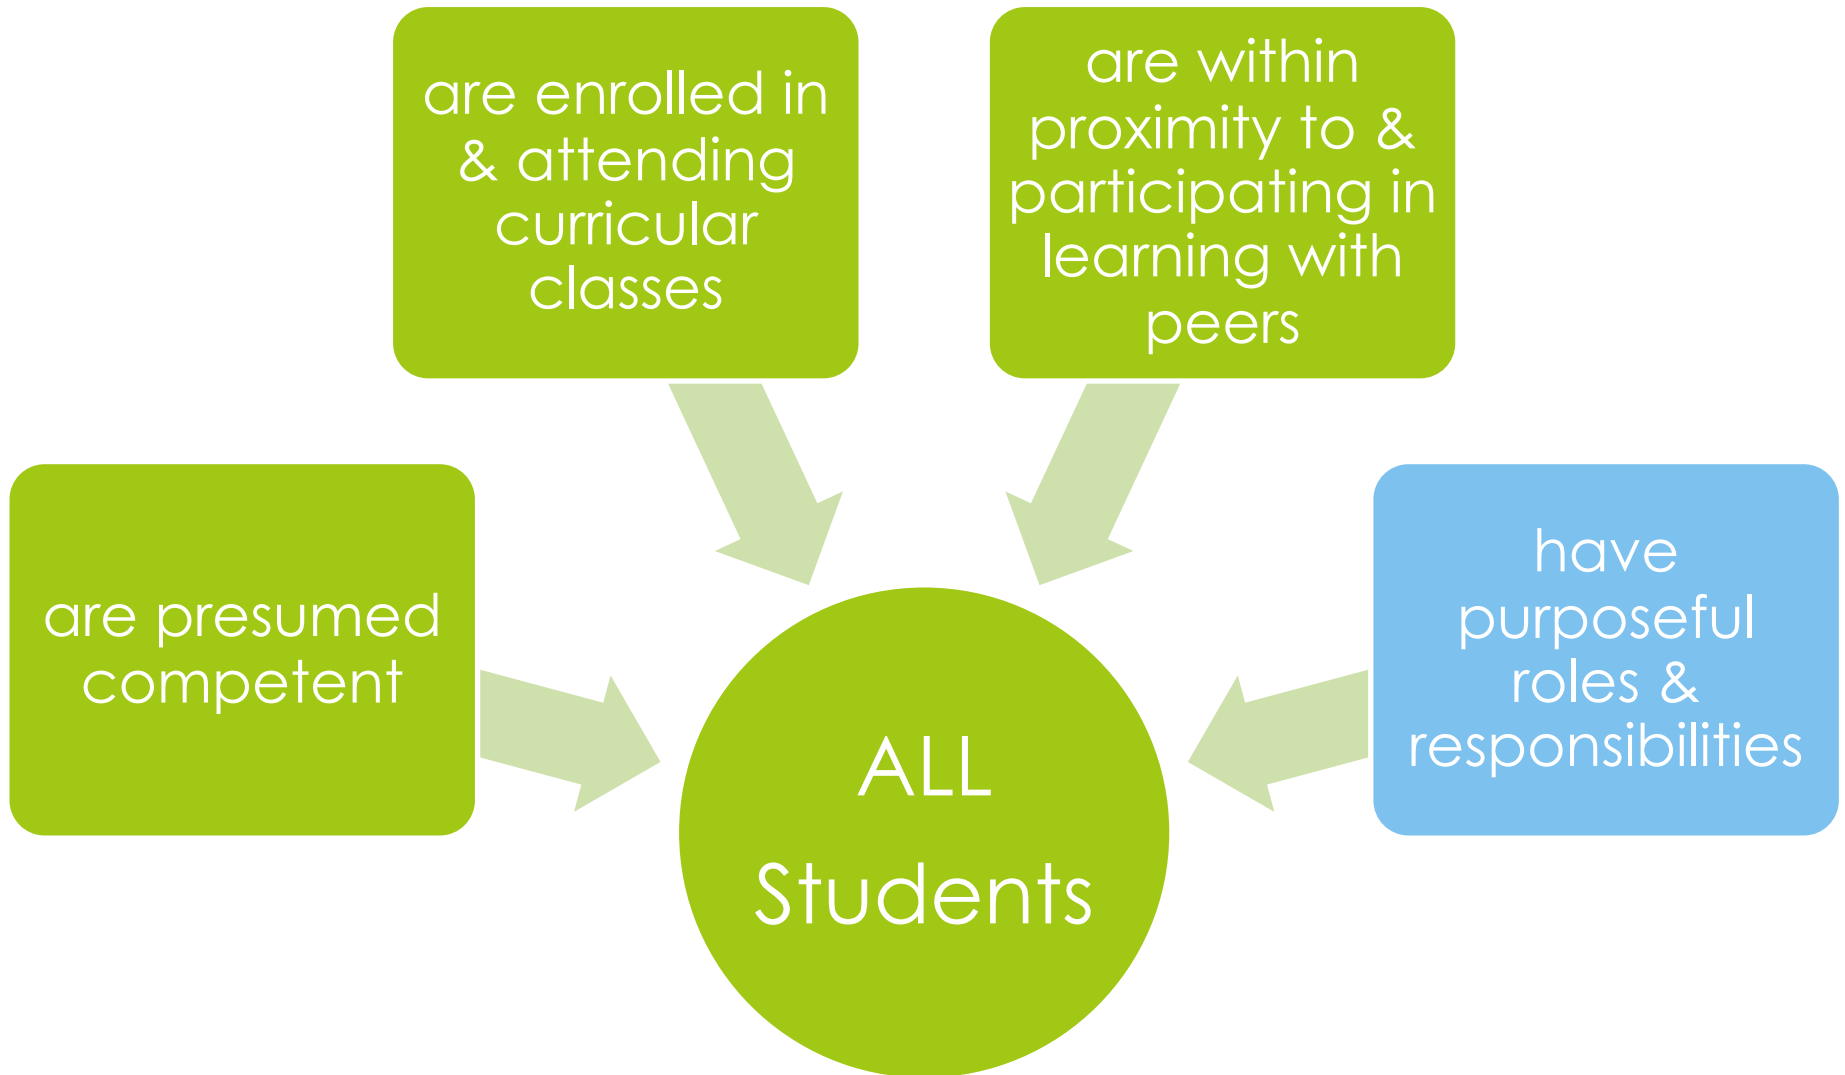 are enrolled in
& attending
curricular
classes
are within
proximity to &
participating in
learning with
peers
are presumed
competent
have
purposeful
roles &
responsibilities
ALL
Students